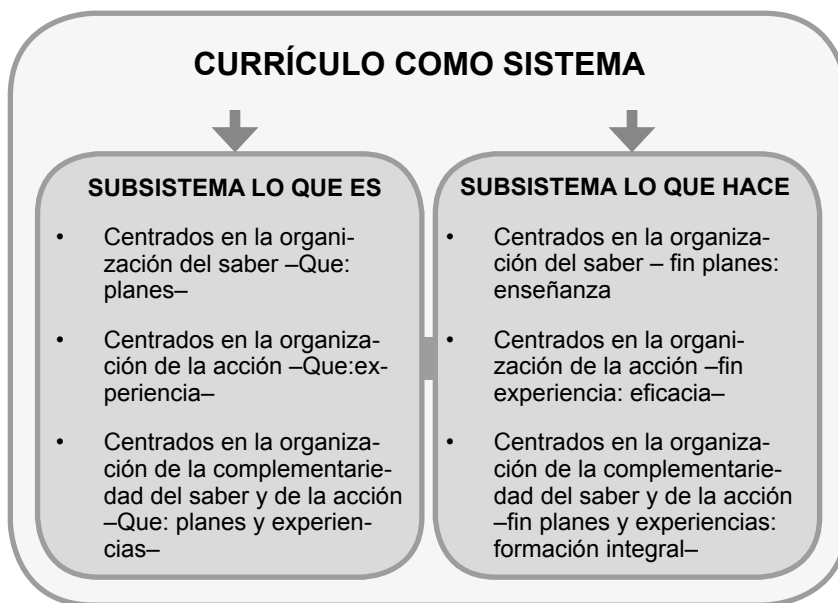 CURRÍCULO COMO SISTEMA
SUBSISTEMA LO QUE ES
• Centrados en la organi-
zación del saber –Que:
planes–
• Centrados en la organiza-
ción de la acción –Que:ex-
periencia–
• Centrados en la organiza-
ción de la complementarie-
dad del saber y de la acción
–Que: planes y experien-
cias–
SUBSISTEMA LO QUE HACE
• Centrados en la organiza-
ción del saber – fin planes:
enseñanza
• Centrados en la organi-
zación de la acción –fin
experiencia: eficacia–
• Centrados en la organiza-
ción de la complementarie-
dad del saber y de la acción
–fin planes y experiencias:
formación integral–